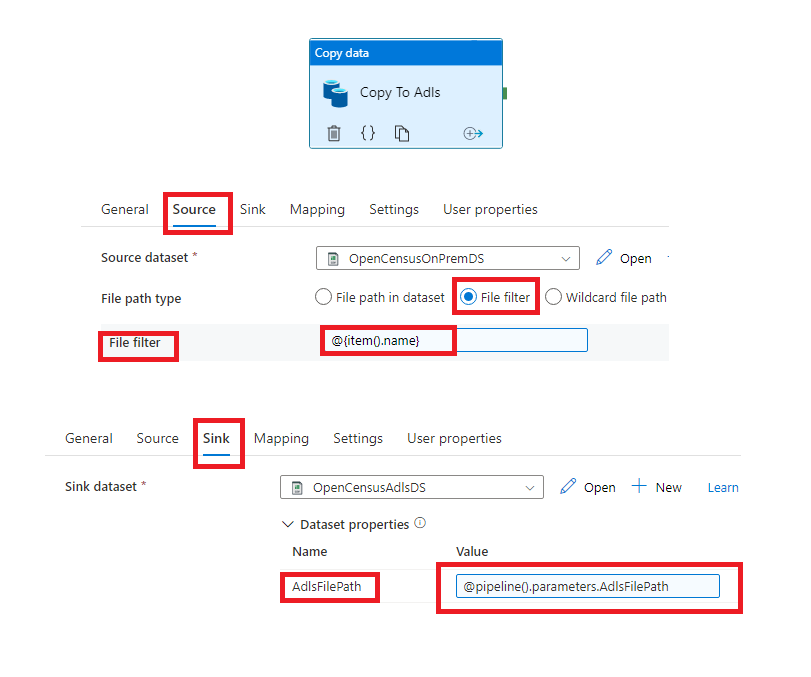 Copy data
Copy To Adls
General Source Sink Mapping Settings User properties
Source dataset * OpenCensusOnPremDS Open
File path type File path in dataset File filter Wildcard file path
File filter @{item().name}
General Source Sink Mapping Settings User properties
Sink dataset * OpenCensusAdlsDS Open New Learn
Dataset properties
Name Value
AdlsFilePath @pipeline().parameters.AdlsFilePath